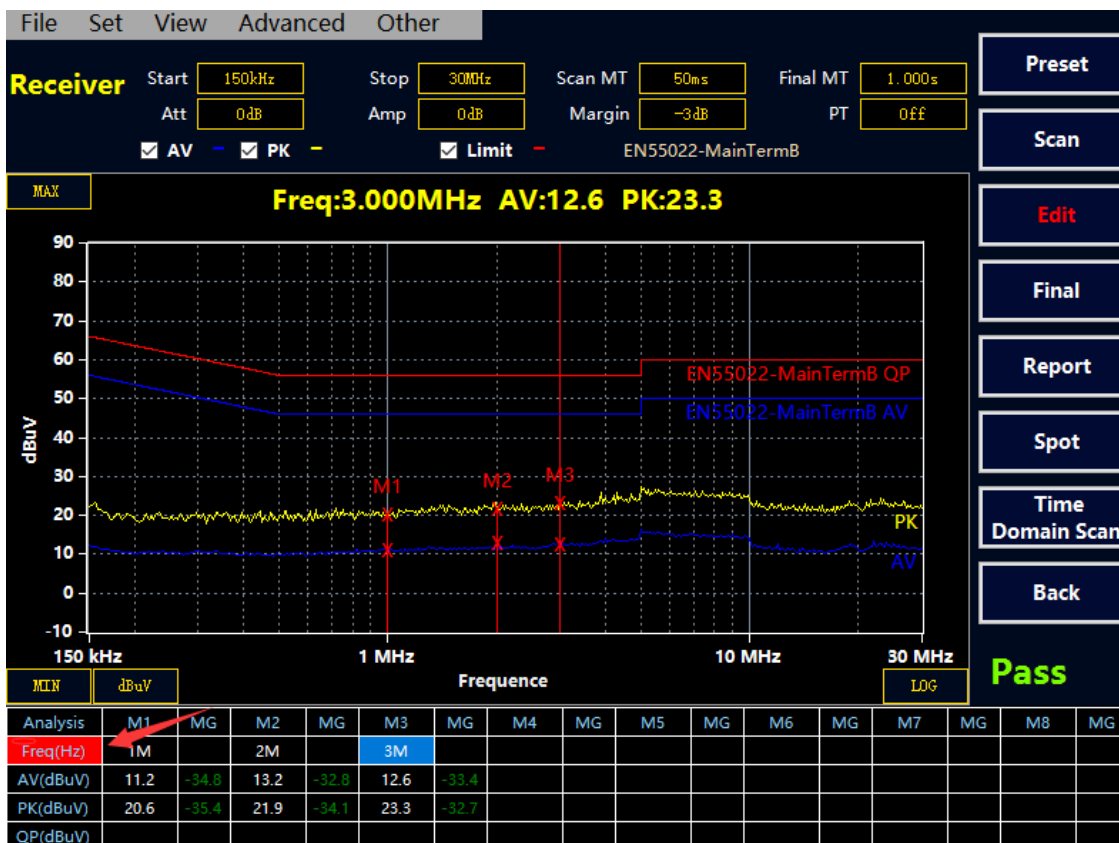 File Set View Advanced Other
Receiver Start 150kHz Stop 30MHz Scan MT 50ms Final MT 1.000s
Att 0dB Amp 0dB Margin -3dB PT Off
AV PK Limit EN55022-MainTermB
Preset
Scan
Edit
Final
Report
Spot
Time
Domain Scan
Back
Pass
MAX
Freq:3.000MHz AV:12.6 PK:23.3
90
80
70
60
50
40
30
20
10
0
-10
dBuV
EN55022-MainTermB QP
EN55022-MainTermB AV
M1 M2 M3
PK
AV
150 kHz 1 MHz 10 MHz 30 MHz
MIN dBuV Frequence LOG
Analysis M1 MG M2 MG M3 MG M4 MG M5 MG M6 MG M7 MG M8 MG
Freq(Hz) 1M 2M 3M
AV(dBuV) 11.2 -34.8 13.2 -32.8 12.6 -33.4
PK(dBuV) 20.6 -35.4 21.9 -34.1 23.3 -32.7
QP(dBuV)